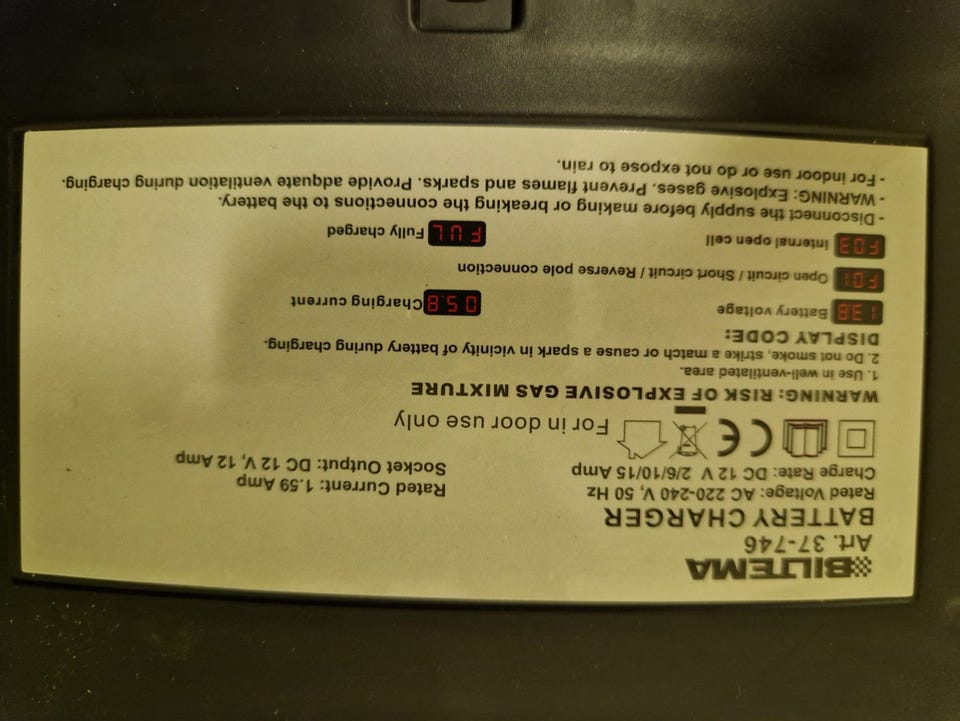 BILTEMA
Art. 37-746
BATTERY CHARGER
Rated Voltage: AC 220-240 V, 50 Hz
Rated Current: 1.59 Amp
Charge Rate: DC 12 V 2/6/10/15 Amp
Socket Output: DC 12 V, 12 Amp
CE For in door use only
WARNING: RISK OF EXPLOSIVE GAS MIXTURE
1. Use in well-ventilated area.
2. Do not smoke, strike a match or cause a spark in vicinity of battery during charging.
DISPLAY CODE:
13.8 Battery voltage
05.8 Charging current
F01 Open circuit / Short circuit / Reverse pole connection
F03 Internal open cell
FUL Fully charged
- Disconnect the supply before making or breaking the connections to the battery.
- WARNING: Explosive gases. Prevent flames and sparks. Provide adquate ventilation during charging.
- For indoor use or do not expose to rain.